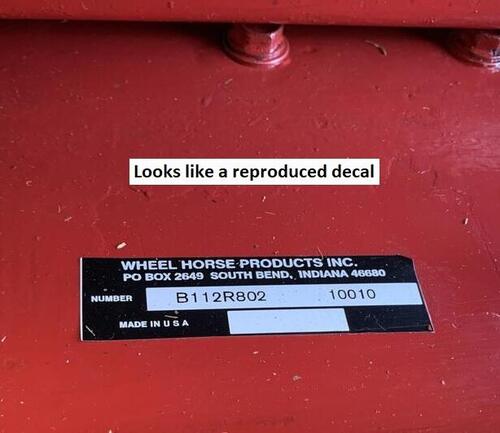 Looks like a reproduced decal
WHEEL HORSE PRODUCTS INC.
PO BOX 2649 SOUTH BEND, INDIANA 46680
NUMBER B112R802 10010
MADE IN U S A